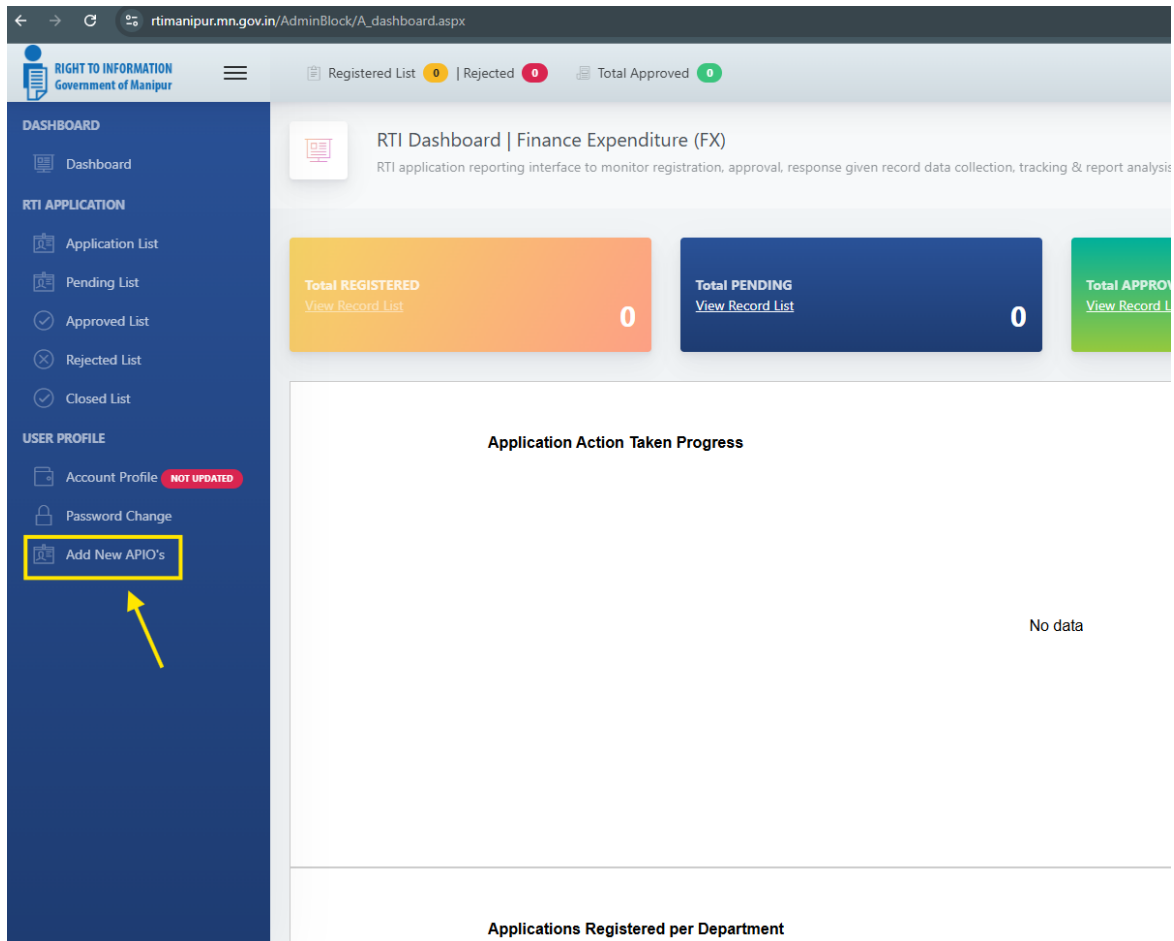 rtimanipur.mn.gov.in/AdminBlock/A_dashboard.aspx
RIGHT TO INFORMATION
Government of Manipur
Registered List 0 | Rejected 0 Total Approved 0
DASHBOARD
Dashboard
RTI APPLICATION
Application List
Pending List
Approved List
Rejected List
Closed List
USER PROFILE
Account Profile NOT UPDATED
Password Change
Add New APIO's
RTI Dashboard | Finance Expenditure (FX)
RTI application reporting interface to monitor registration, approval, response given record data collection, tracking & report analysis
Total REGISTERED
View Record List
0
Total PENDING
View Record List
0
Total APPROV
View Record L
Application Action Taken Progress
No data
Applications Registered per Department